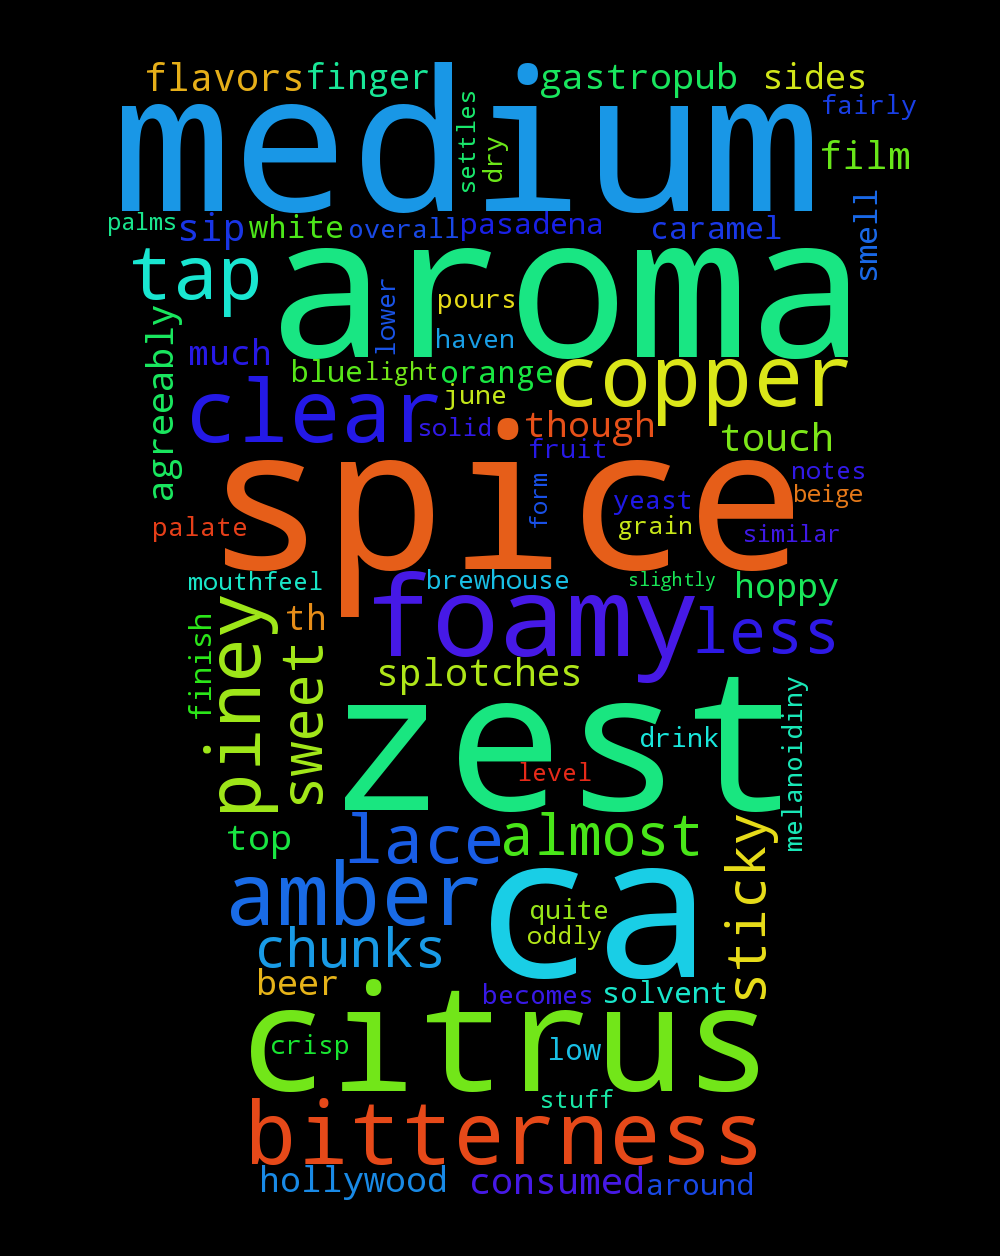 flavors finger gastropub sides
medium
settles
dry
fairly
film
palms sip white overall pasadena caramel
smell
tap
aroma
lower
pours
haven
agreeably
much
blue light orange copper
clear
june
solid
though
touch
fruit
spice
form
notes
yeast
beige
palate
grain
similar
mouthfeel
brewhouse
slightly
hoppy
foamy
less
finish
piney
th
sweet
splotches
zest
drink
level
melanoidiny
top
lace
almost
sticky
amber
ca
quite
oddly
chunks
beer
becomes
solvent
citrus
crisp
low
stuff
bitterness
hollywood consumed around